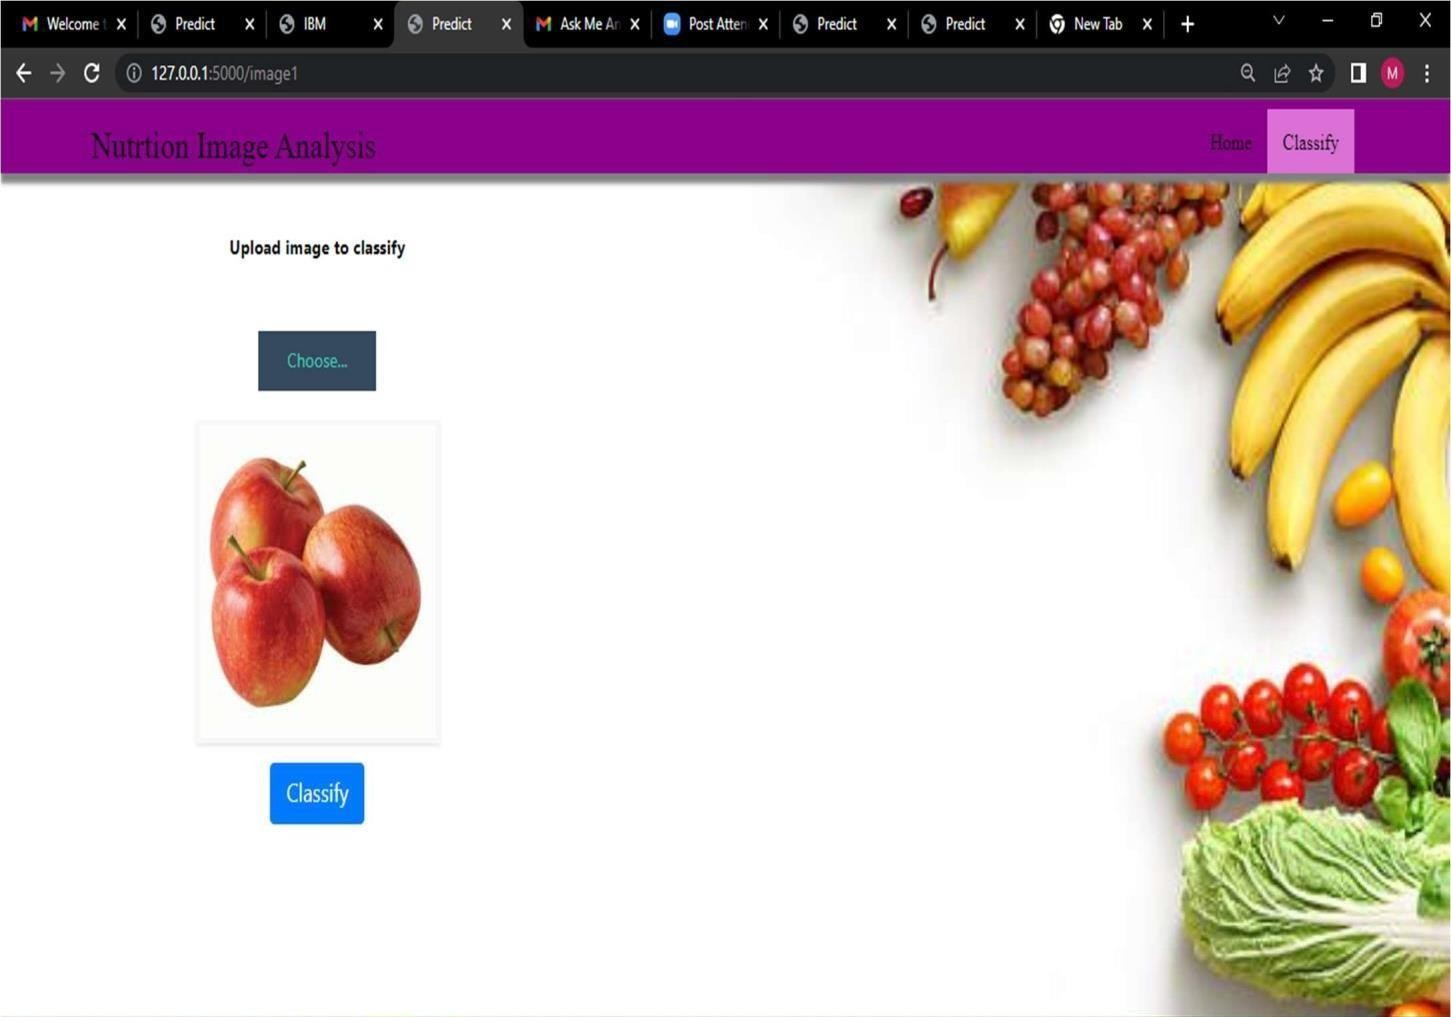 Welcome t Predict IBM Predict Ask Me An Post Atten Predict Predict New Tab
127.0.0.1:5000/image1 M
Nutrtion Image Analysis Home Classify
Upload image to classify
Choose...
Classify